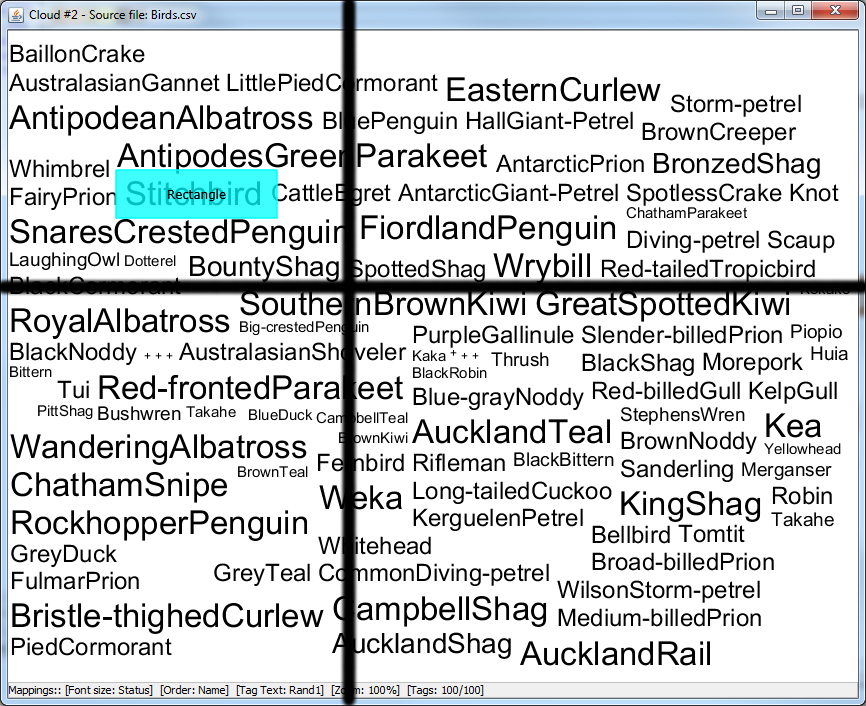 Cloud #2 - Source file: Birds.csv
BaillonCrake
AustralasianGannet LittlePiedCormorant EasternCurlew Storm-petrel
AntipodeanAlbatross BluePenguin HallGiant-Petrel BrownCreeper
Whimbrel AntipodesGreenParakeet AntarcticPrion BronzedShag
FairyPrion Stitchbird Rectangle CattleEgret AntarcticGiant-Petrel SpotlessCrake Knot
ChathamParakeet
SnaresCrestedPenguin FiordlandPenguin Diving-petrel Scaup
LaughingOwl Dotterel BountyShag SpottedShag Wrybill Red-tailedTropicbird
BlackCormorant
SouthernBrownKiwi GreatSpottedKiwi
RoyalAlbatross Big-crestedPenguin PurpleGallinule Slender-billedPrion Piopio
BlackNoddy + + + AustralasianShoveler Kaka + + + Thrush BlackShag Morepork Huia
Bittern BlackRobin
Tui Red-frontedParakeet Blue-grayNoddy Red-billedGull KelpGull
PittShag Bushwren Takahe BlueDuck CampbellTeal StephensWren
BrownKiwi AucklandTeal BrownNoddy Kea
WanderingAlbatross Yellowhead
BrownTeal Fernbird Rifleman BlackBittern Sanderling Merganser
ChathamSnipe Weka Long-tailedCuckoo KingShag Robin
RockhopperPenguin KerguelenPetrel Takahe
Whitehead Bellbird Tomtit
GreyDuck Broad-billedPrion
FulmarPrion GreyTeal CommonDiving-petrel
WilsonStorm-petrel
Bristle-thighedCurlew CampbellShag Medium-billedPrion
PiedCormorant AucklandShag AucklandRail
Mappings:: [Font size: Status] [Order: Name] [Tag Text: Rand1] [Zoom: 100%] [Tags: 100/100]